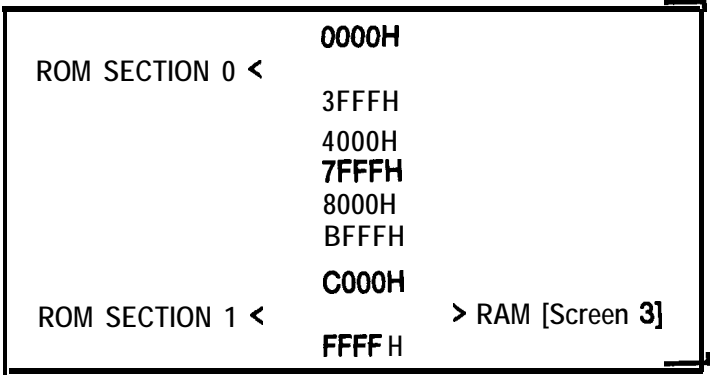 0000H
ROM SECTION 0 <
3FFFH
4000H
7FFFH
8000H
BFFFH
C000H
ROM SECTION 1 < > RAM [Screen 3]
FFFF H